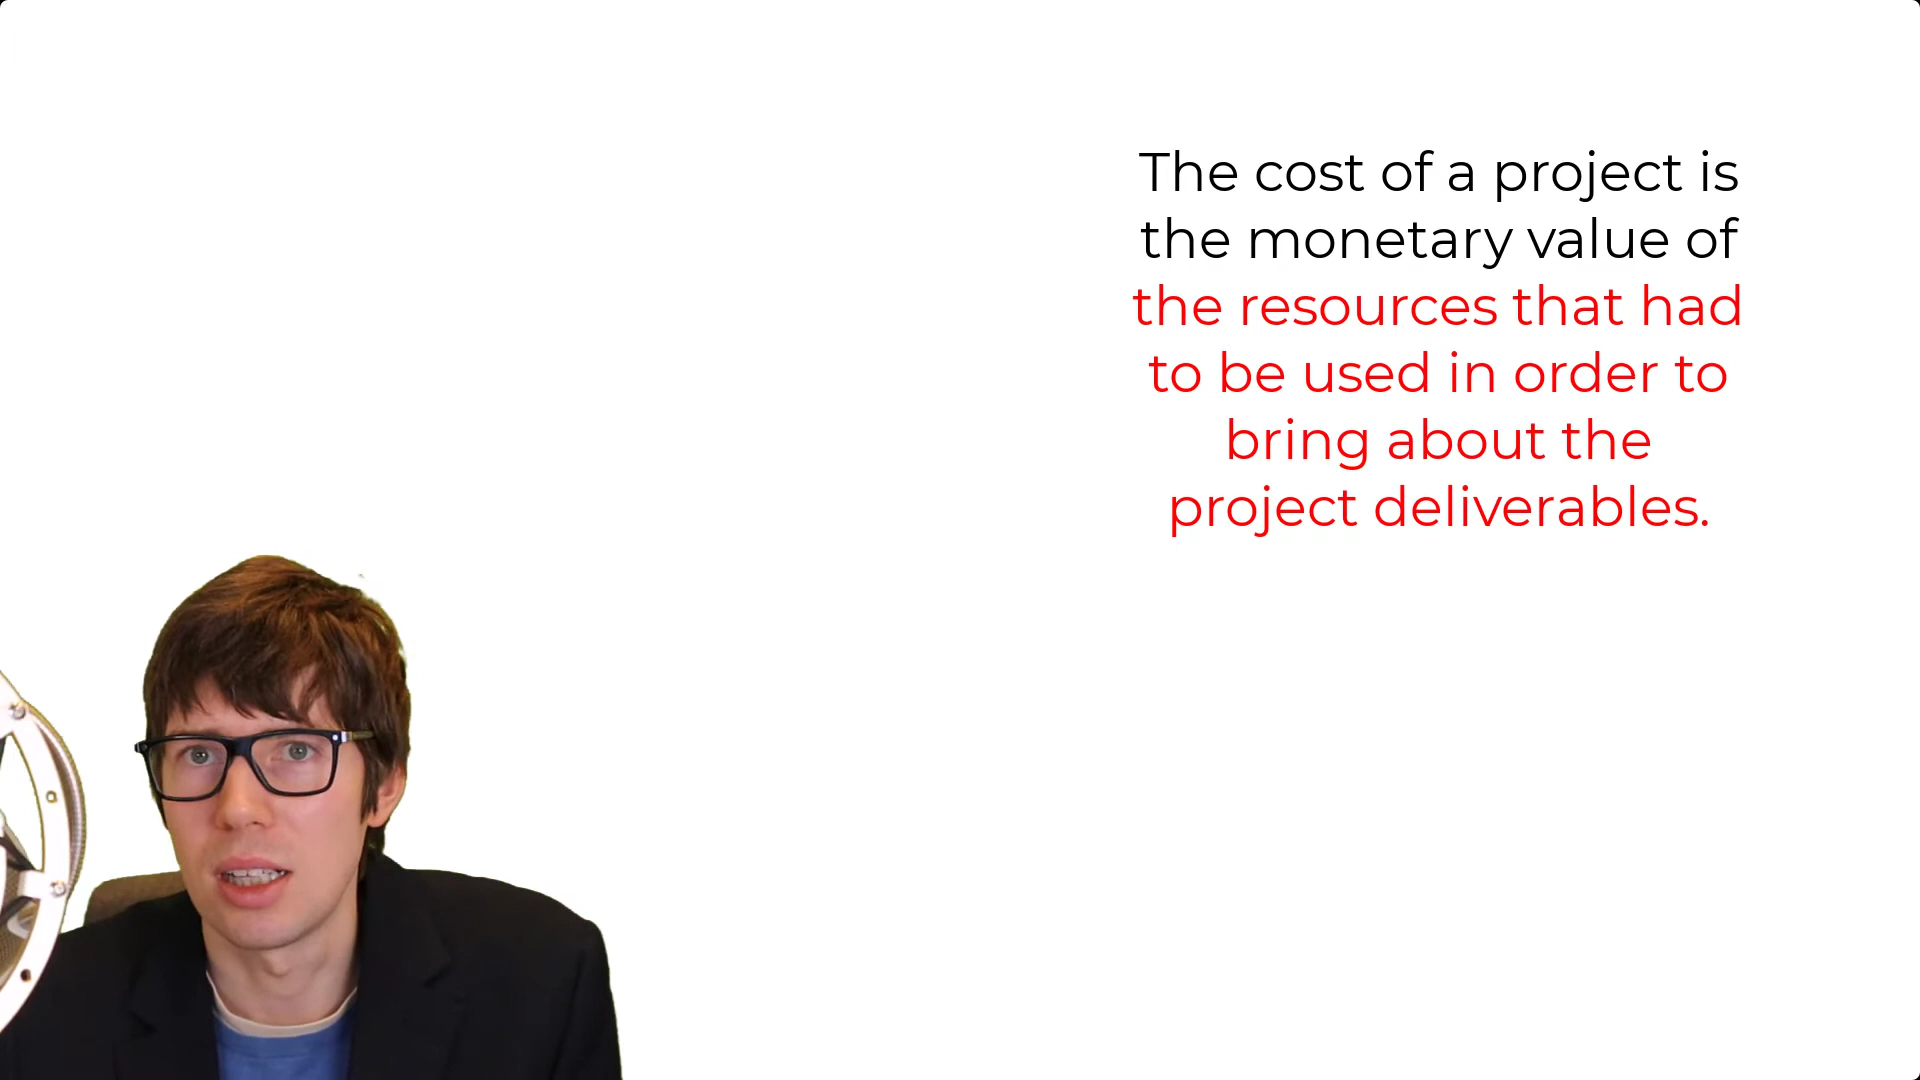 The cost of a project is
the monetary value of
the resources that had
to be used in order to
bring about the
project deliverables.